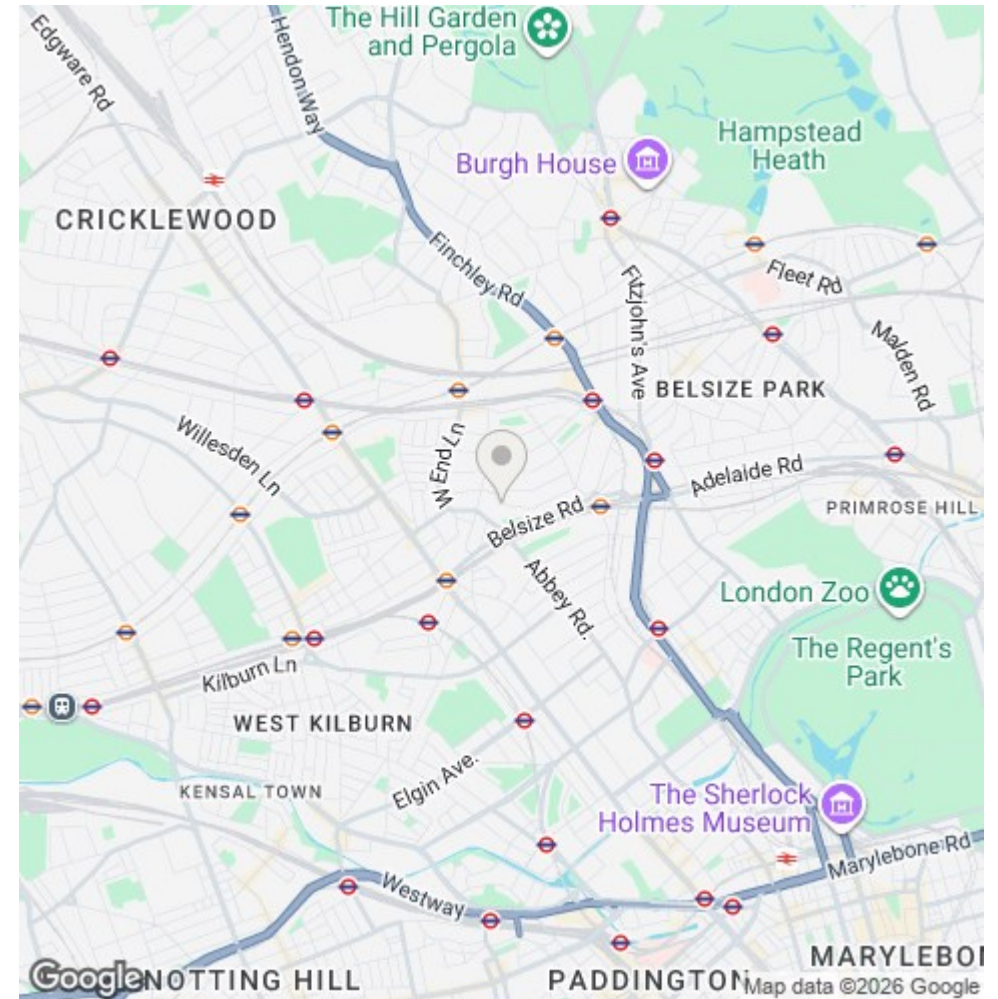 The Hill Garden
and Pergola
Edgware Rd
Hendon Way
Hampstead
Heath
Burgh House
CRICKLEWOOD
Finchley Rd
Fleet Rd
Fitzjohn's Ave
Malden Rd
BELSIZE PARK
Willesden Ln
W End Ln
Adelaide Rd
Belsize Rd
PRIMROSE HILL
Abbey Rd.
London Zoo
The Regent's
Park
Kilburn Ln
WEST KILBURN
Elgin Ave.
KENSAL TOWN
The Sherlock
Holmes Museum
Marylebone Rd
Westway
MARYLEBO
Google
NOTTING HILL
PADDINGTON
Map data ©2026 Google